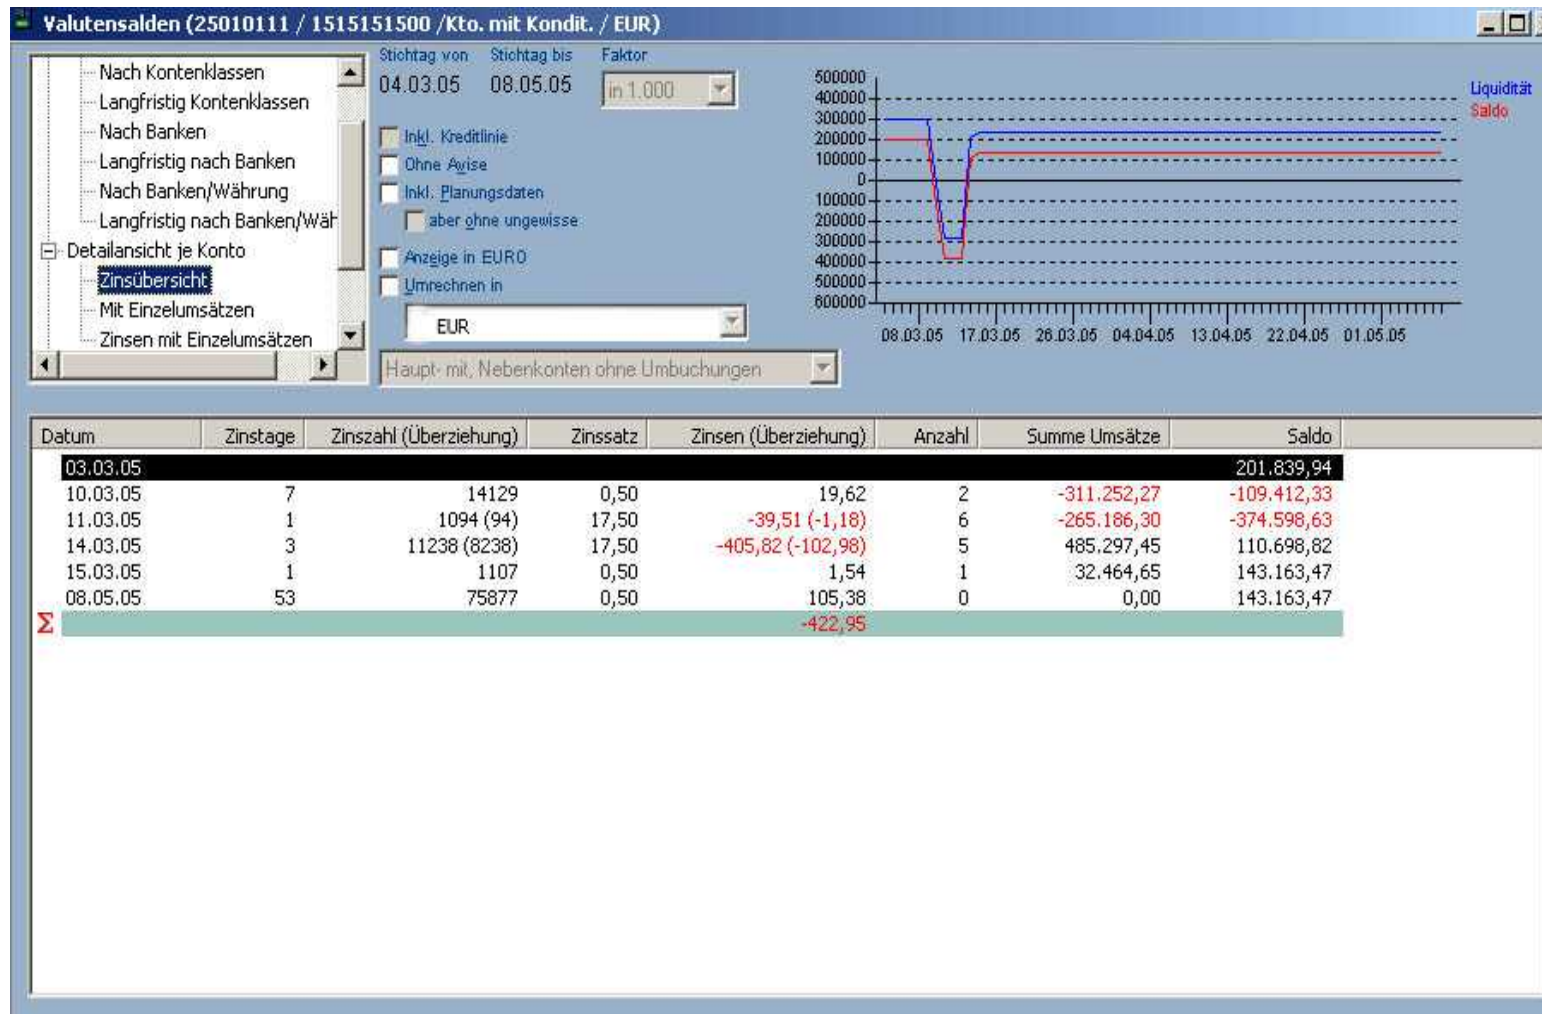 Valutensalden (25010111 / 1515151500 /Kto. mit Kondit. / EUR)
Nach Kontenklassen
Langfristig Kontenklassen
Nach Banken
Langfristig nach Banken
Nach Banken/Währung
Langfristig nach Banken/Wäh
Detailansicht je Konto
Zinsübersicht
Mit Einzelumsätzen
Zinsen mit Einzelumsätzen
Stichtag von Stichtag bis Faktor
04.03.05 08.05.05 in 1.000
Inkl. Kreditlinie
Ohne Avise
Inkl. Planungsdaten
aber ohne ungewisse
Anzeige in EURO
Umrechnen in
EUR
Haupt- mit, Nebenkonten ohne Umbuchungen
500000
400000
300000
200000
100000
0
100000
200000
300000
400000
500000
600000
08.03.05 17.03.05 26.03.05 04.04.05 13.04.05 22.04.05 01.05.05
Liquidität
Saldo
Datum Zinstage Zinszahl (Überziehung) Zinssatz Zinsen (Überziehung) Anzahl Summe Umsätze Saldo
03.03.05 201.839,94
10.03.05 7 14129 0,50 19,62 2 -311.252,27 -109.412,33
11.03.05 1 1094 (94) 17,50 -39,51 (-1,18) 6 -265.186,30 -374.598,63
14.03.05 3 11238 (8238) 17,50 -405,82 (-102,98) 5 485.297,45 110.698,82
15.03.05 1 1107 0,50 1,54 1 32.464,65 143.163,47
08.05.05 53 75877 0,50 105,38 0 0,00 143.163,47
Σ -422,95